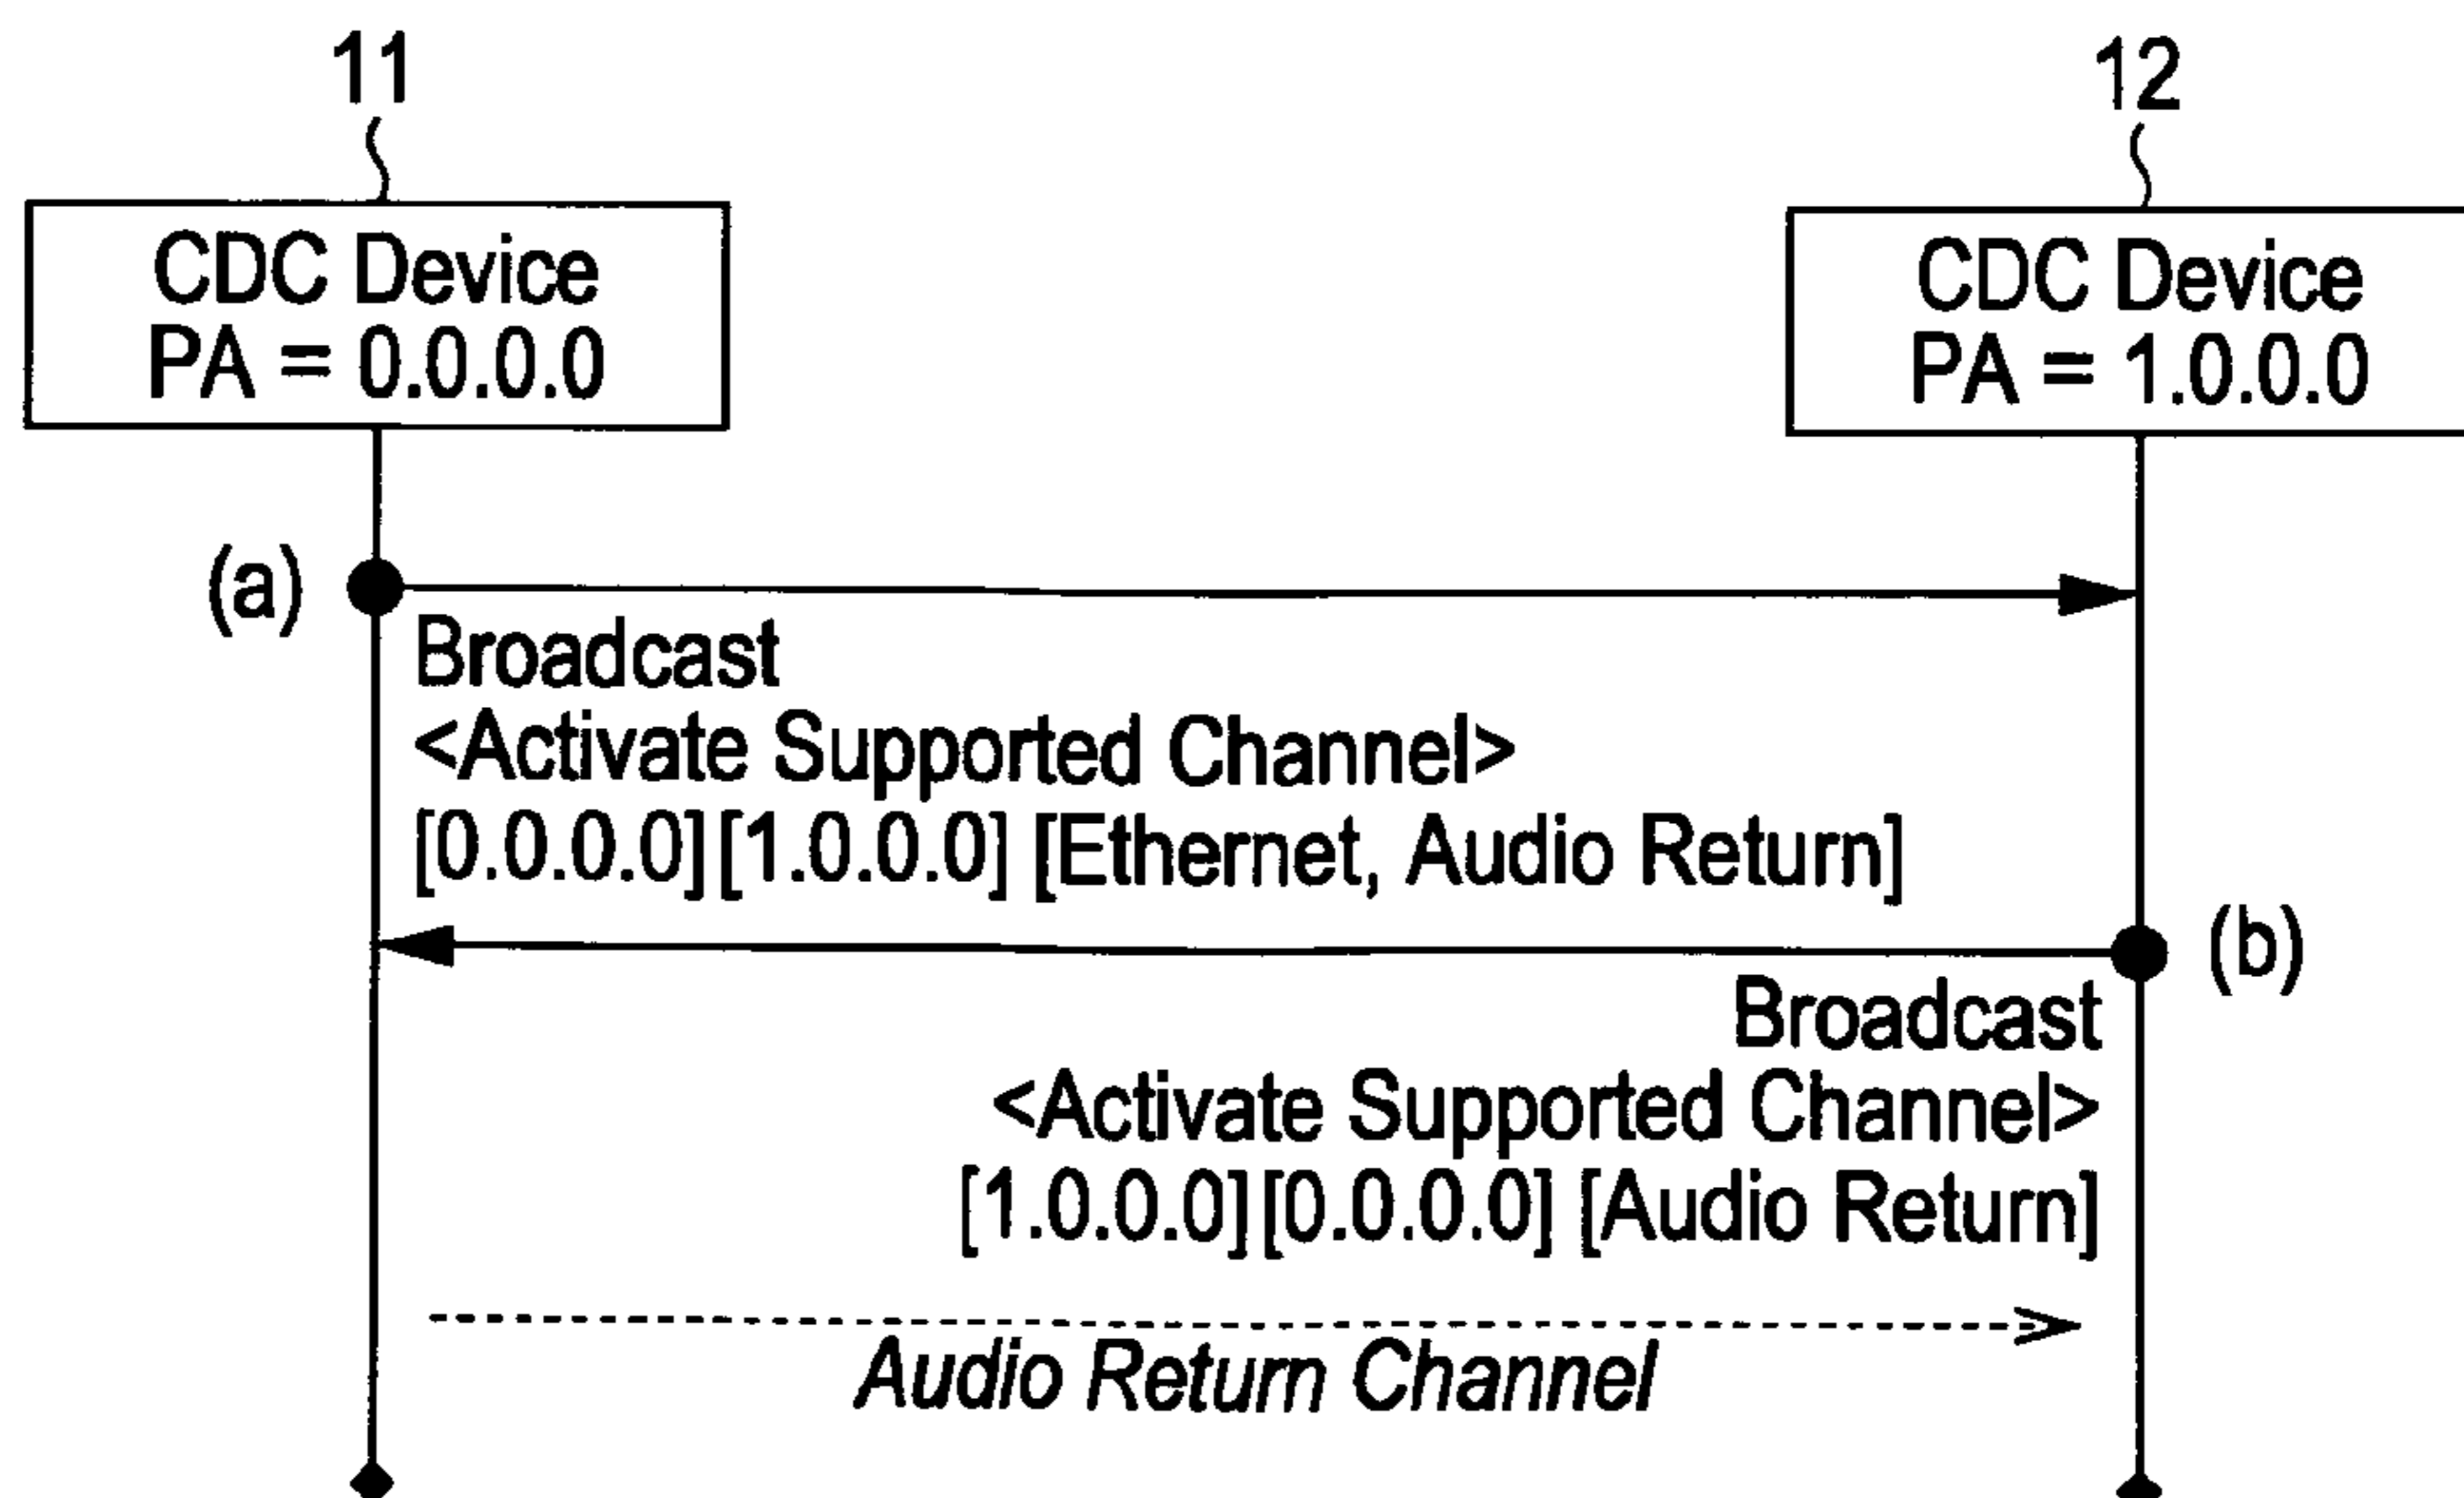 11
12
CDC Device
PA = 0.0.0.0
CDC Device
PA = 1.0.0.0
(a)
Broadcast
<Activate Supported Channel>
[0.0.0.0][1.0.0.0] [Ethernet, Audio Return]
(b)
Broadcast
<Activate Supported Channel>
[1.0.0.0][0.0.0.0] [Audio Return]
Audio Return Channel